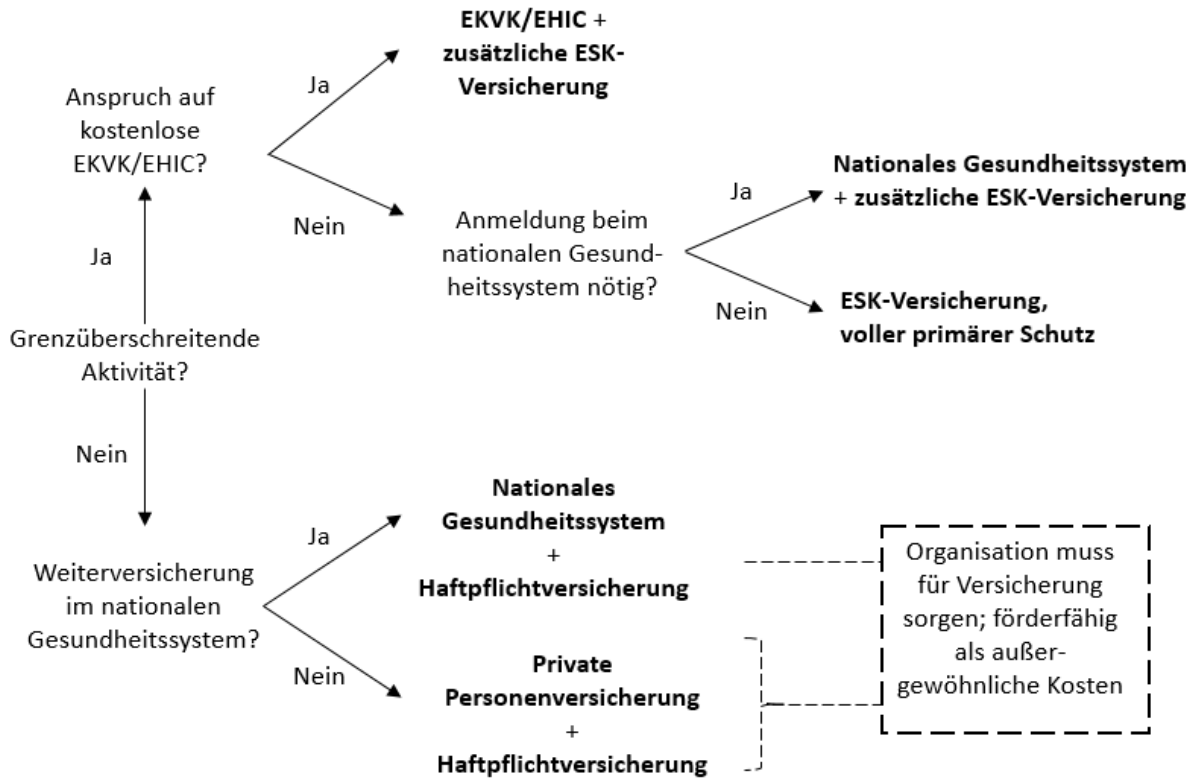 EKVK/EHIC +
zusätzliche ESK-
Versicherung
Ja
Anspruch auf
kostenlose
EKVK/EHIC?
Nein
Nationales Gesundheitssystem
+ zusätzliche ESK-Versicherung
Ja
Anmeldung beim
nationalen Gesund-
heitssystem nötig?
Nein
ESK-Versicherung,
voller primärer Schutz
Ja
Grenzüberschreitende
Aktivität?
Nein
Nationales
Gesundheitssystem
+
Haftpflichtversicherung
Ja
Weiterversicherung
im nationalen
Gesundheitssystem?
Nein
Private
Personenversicherung
+
Haftpflichtversicherung
Organisation muss
für Versicherung
sorgen; förderfähig
als außer-
gewöhnliche Kosten